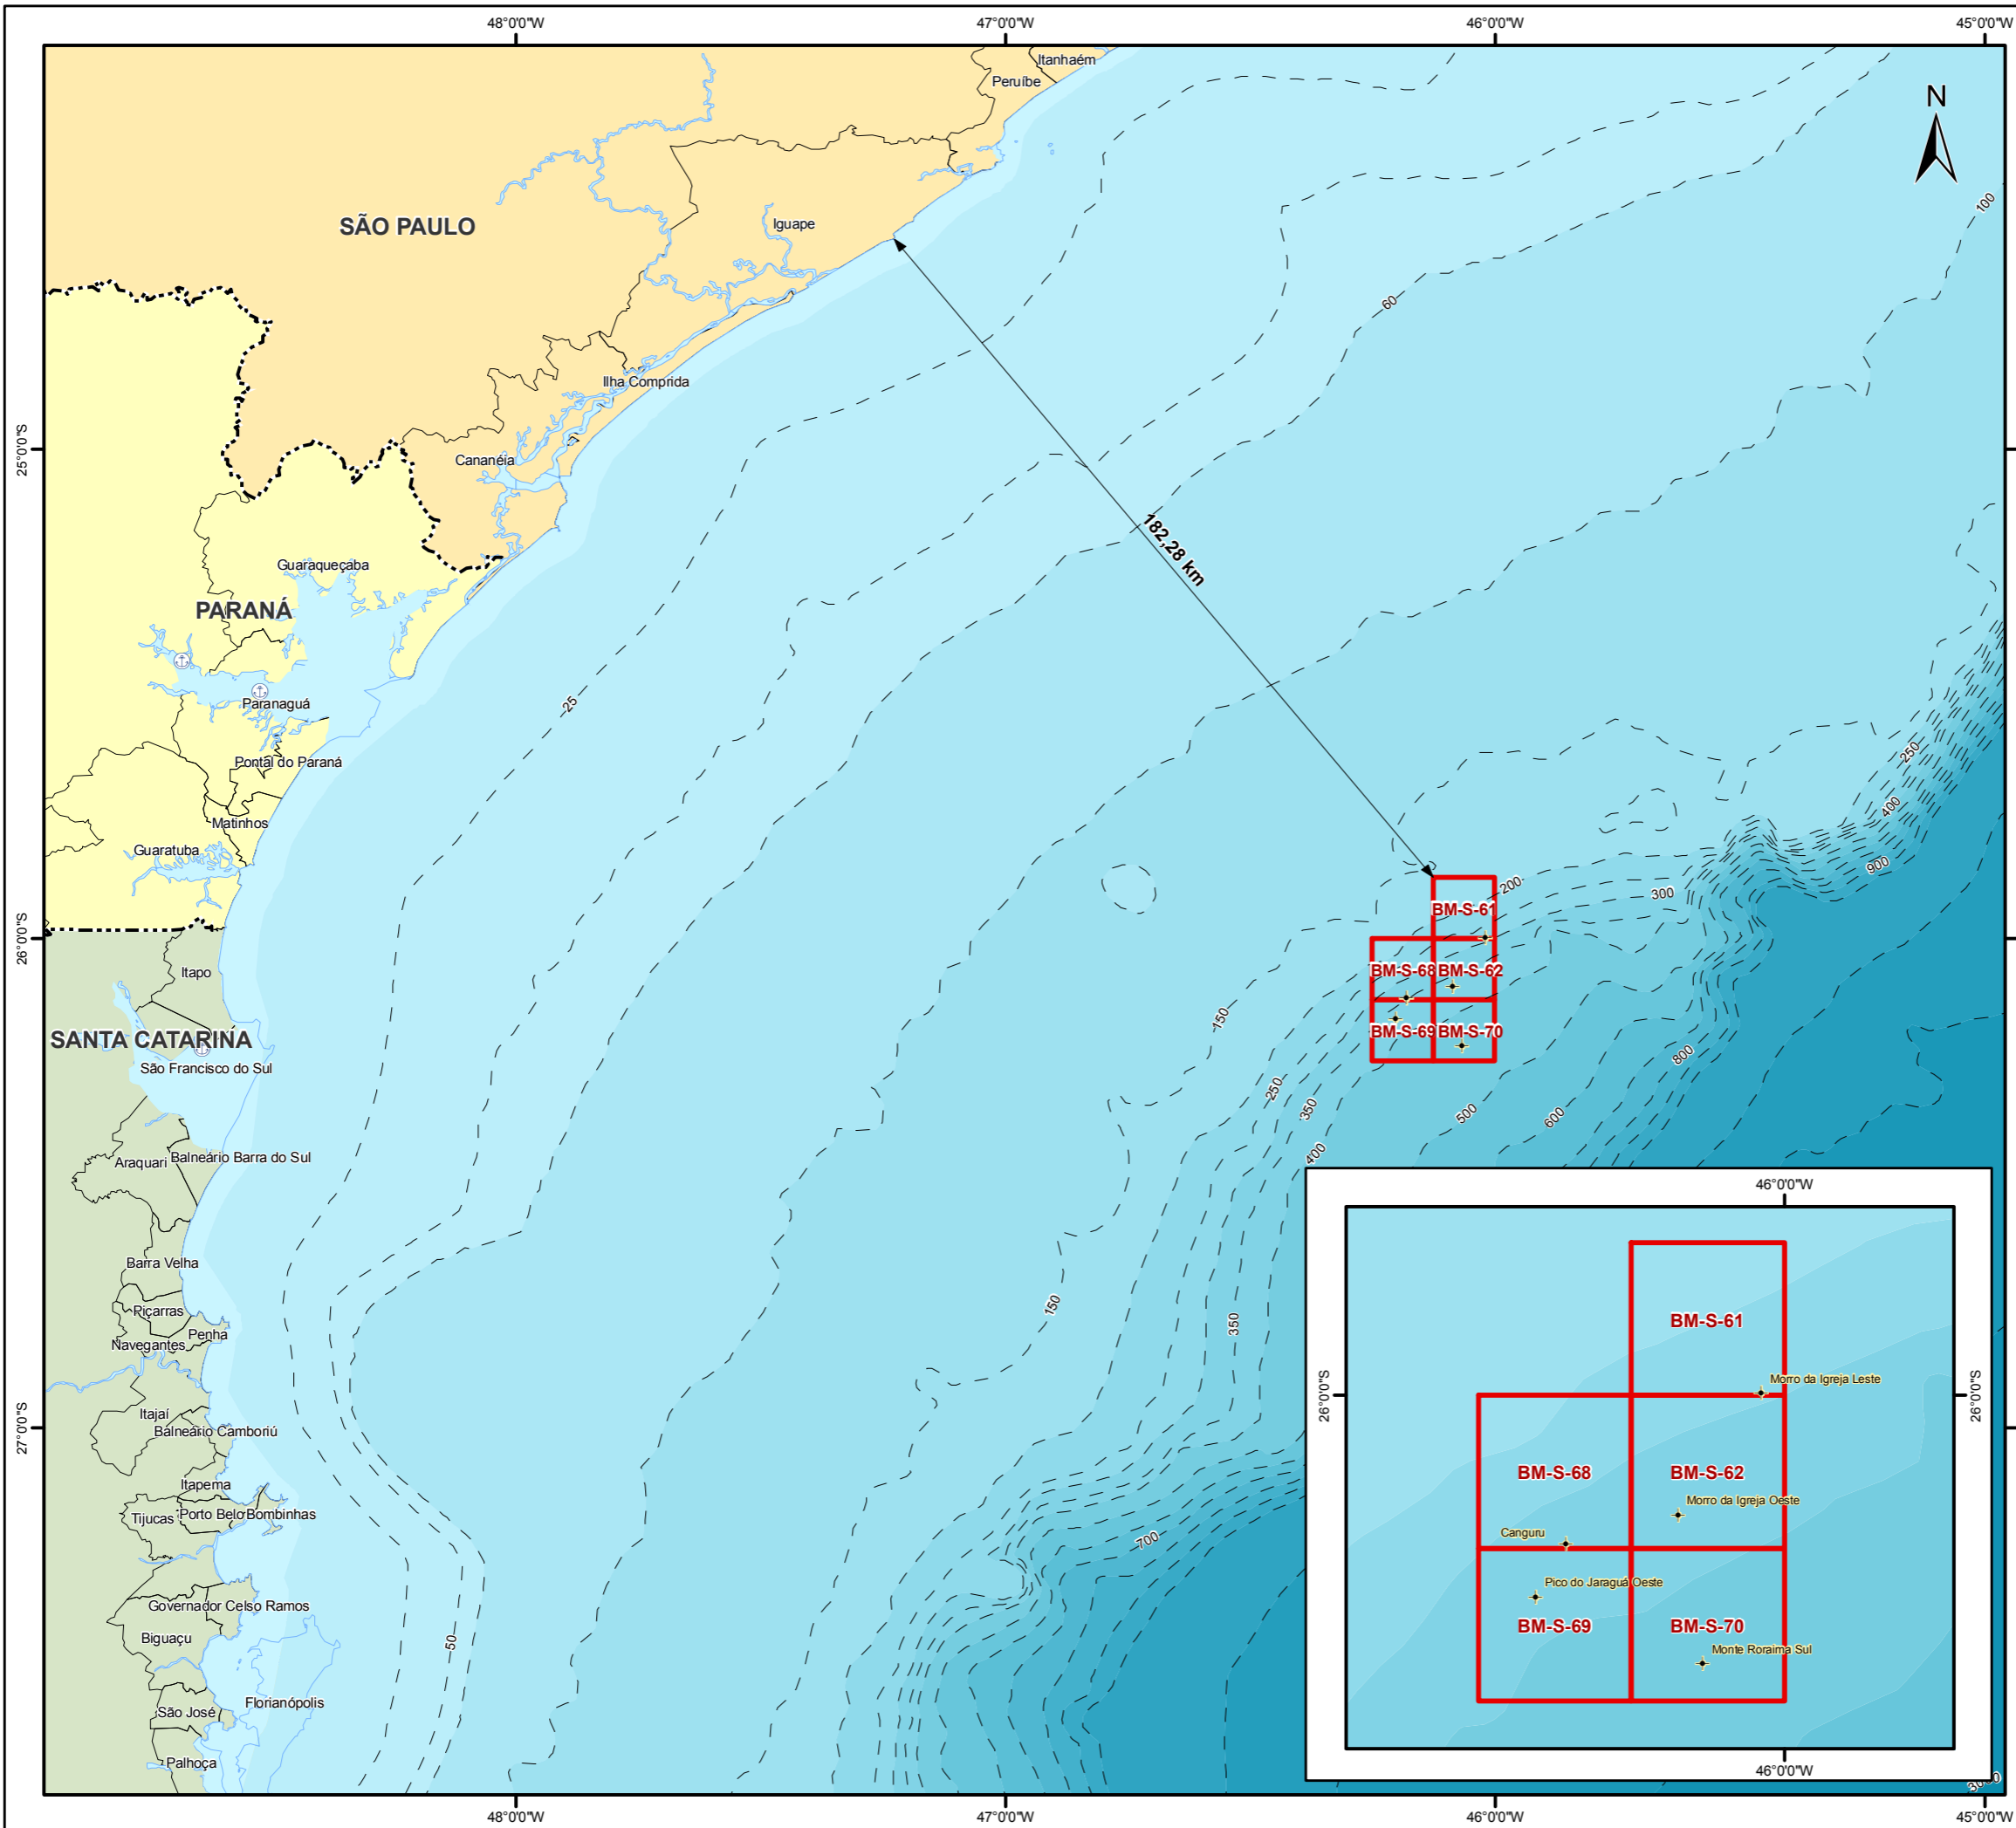 48°0'0"W
47°0'0"W
46°0'0"W
45°0'0"W
N
Itanhaém
Peruíbe
100
SÃO PAULO
Iguape
60
Ilha Comprida
25°0'0"S
Cananéia
182,28 km
Guaraqueçaba
PARANÁ
25
Paranaguá
Pontal do Paraná
250
400
Matinhos
Guaratuba
900
200
300
BM-S-61
26°0'0"S
Itapo
BM-S-68
BM-S-62
150
BM-S-69
BM-S-70
SANTA CATARINA
800
São Francisco do Sul
250
350
500
600
400
Araquari
Balneário Barra do Sul
46°0'0"W
Barra Velha
150
350
Piçarras
Penha
Navegantes
BM-S-61
Morro da Igreja Leste
26°0'0"S
26°0'0"S
27°0'0"S
Itajaí
Balneário Camboriú
BM-S-68
BM-S-62
Itapema
Morro da Igreja Oeste
Tijucas
Porto Belo
Bombinhas
700
Canguru
Pico do Jaraguá Oeste
Governador Celso Ramos
BM-S-69
BM-S-70
Biguaçu
50
Monte Roraima Sul
Florianópolis
São José
Palhoça
46°0'0"W
48°0'0"W
47°0'0"W
46°0'0"W
45°0'0"W